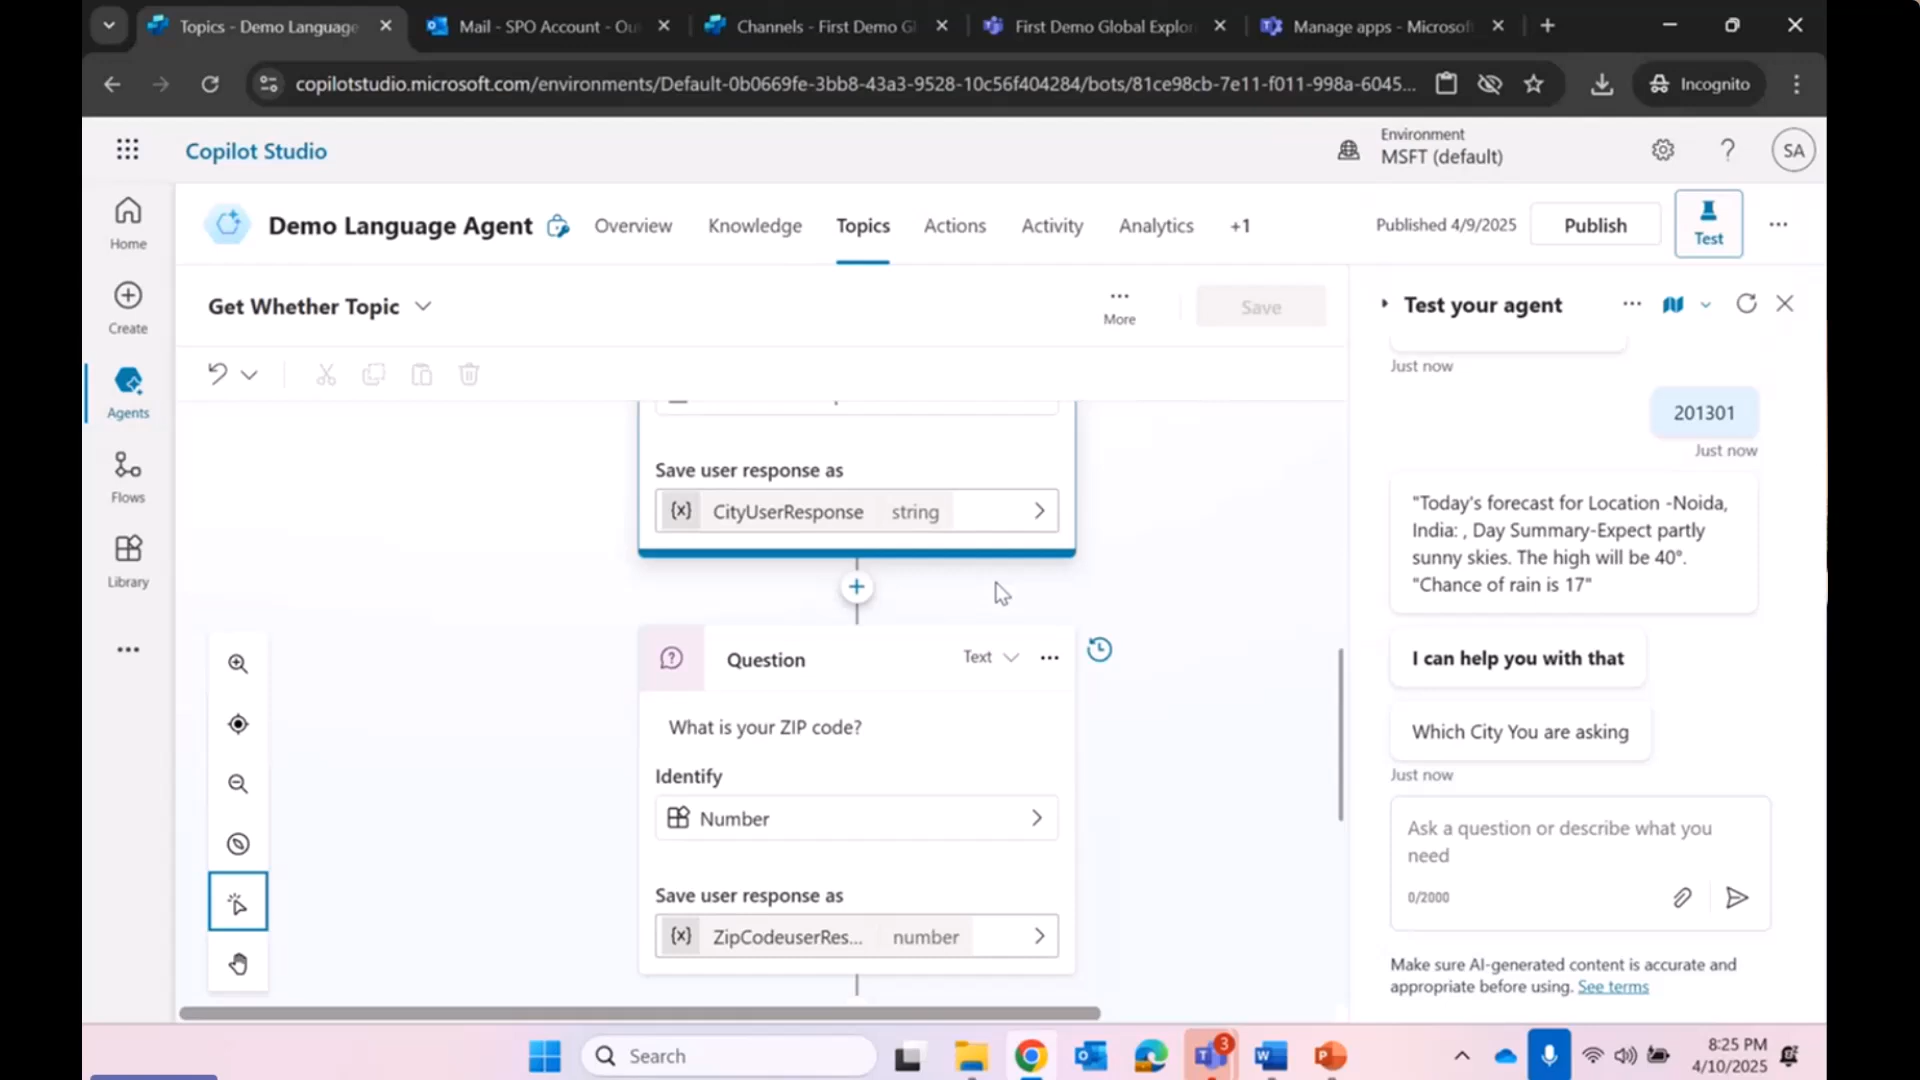 Topics - Demo Language
Mail - SPO Account - Ou
Channels - First Demo Gl
First Demo Global Explor
Manage apps - Microsoft
copilotstudio.microsoft.com/environments/Default-0b0669fe-3bb8-43a3-9528-10c56f404284/bots/81ce98cb-7e11-f011-998a-6045...
Incognito
Copilot Studio
Environment
MSFT (default)
SA
Home
Create
Agents
Flows
Library
Demo Language Agent
Overview
Knowledge
Topics
Actions
Activity
Analytics
+1
Published 4/9/2025
Publish
Test
Get Whether Topic
More
Save
Save user response as
{x} CityUserResponse string
Question
Text
What is your ZIP code?
Identify
Number
Save user response as
{x} ZipCodeuserRes... number
Test your agent
Just now
201301
Just now
"Today's forecast for Location -Noida,
India: , Day Summary-Expect partly
sunny skies. The high will be 40°.
"Chance of rain is 17"
I can help you with that
Which City You are asking
Just now
Ask a question or describe what you
need
0/2000
Make sure AI-generated content is accurate and
appropriate before using. See terms
Search
3
8:25 PM
4/10/2025